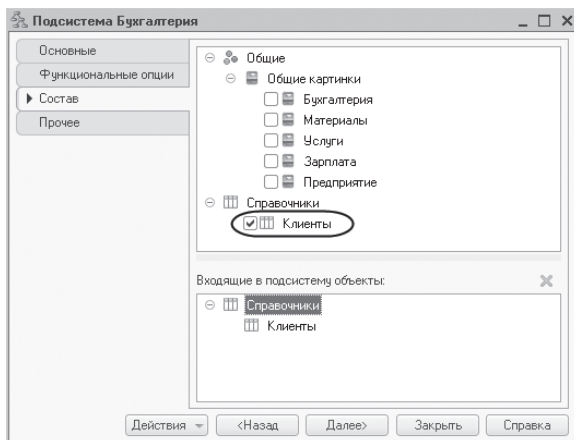 Подсистема Бухгалтерия
Основные
Функциональные опции
Состав
Прочее
Общие
Общие картинки
Бухгалтерия
Материалы
Услуги
Зарплата
Предприятие
Справочники
Клиенты
Входящие в подсистему объекты:
Справочники
Клиенты
Действия
<Назад
Далее>
Закрыть
Справка